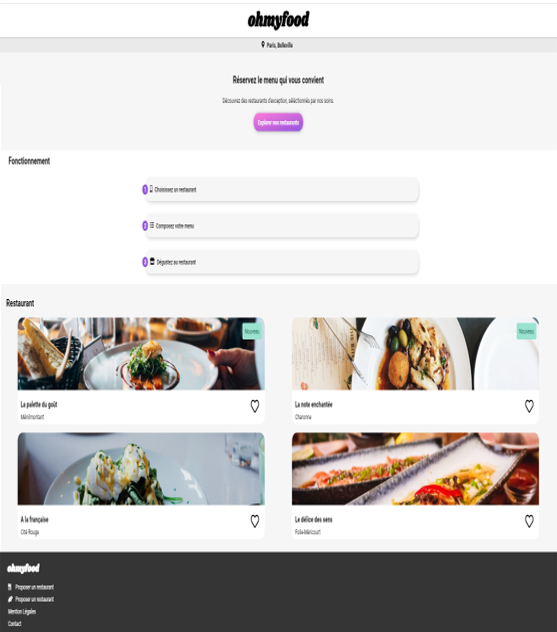 ohmyfood
Paris, Belleville
Réservez le menu qui vous convient
Découvrez des restaurants d'exception, sélectionnés par nos soins.
Explorer nos restaurants
Fonctionnement
1 Choisissez un restaurant
2 Composez votre menu
3 Dégustez au restaurant
Restaurant
Nouveau
Nouveau
La palette du goût
Ménilmontant
La note enchantée
Charonne
A la française
Cité Rouge
Le délice des sens
Folie-Méricourt
ohmyfood
Proposer un restaurant
Proposer un restaurant
Mention Légales
Contact